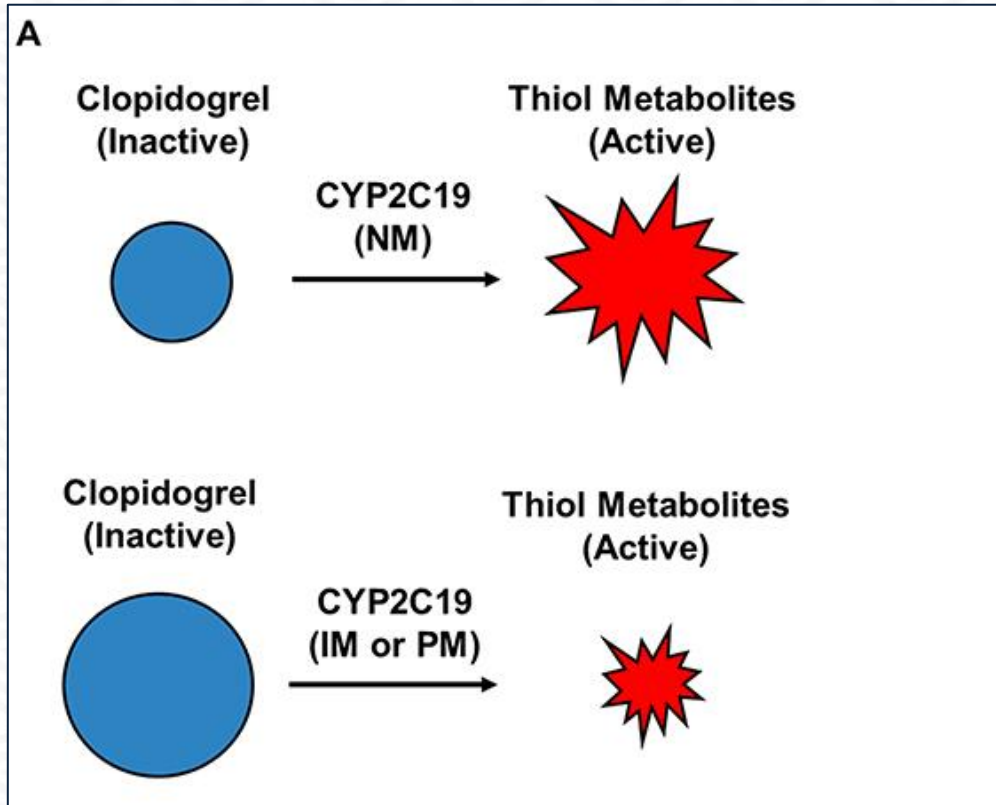 A
Clopidogrel
(Inactive)
Thiol Metabolites
(Active)
CYP2C19
(NM)
Clopidogrel
(Inactive)
Thiol Metabolites
(Active)
CYP2C19
(IM or PM)